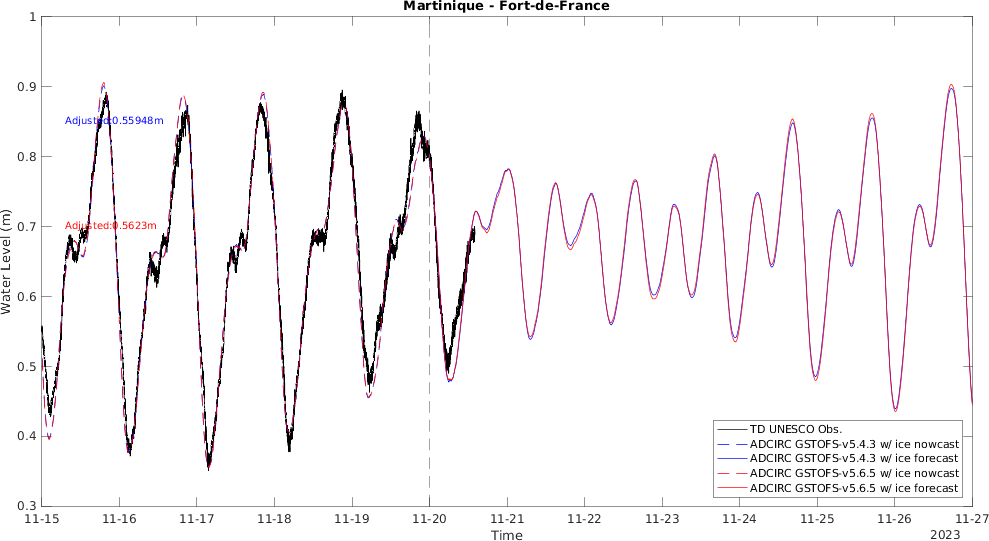 Martinique - Fort-de-France
1
0.9
0.8
0.7
0.6
0.5
0.4
0.3
Water Level (m)
Adjusted:0.55948m
Adjusted:0.5623m
TD UNESCO Obs.
ADCIRC GSTOFS-v5.4.3 w/ ice nowcast
ADCIRC GSTOFS-v5.4.3 w/ ice forecast
ADCIRC GSTOFS-v5.6.5 w/ ice nowcast
ADCIRC GSTOFS-v5.6.5 w/ ice forecast
11-15 11-16 11-17 11-18 11-19 11-20 11-21 11-22 11-23 11-24 11-25 11-26 11-27
Time
2023